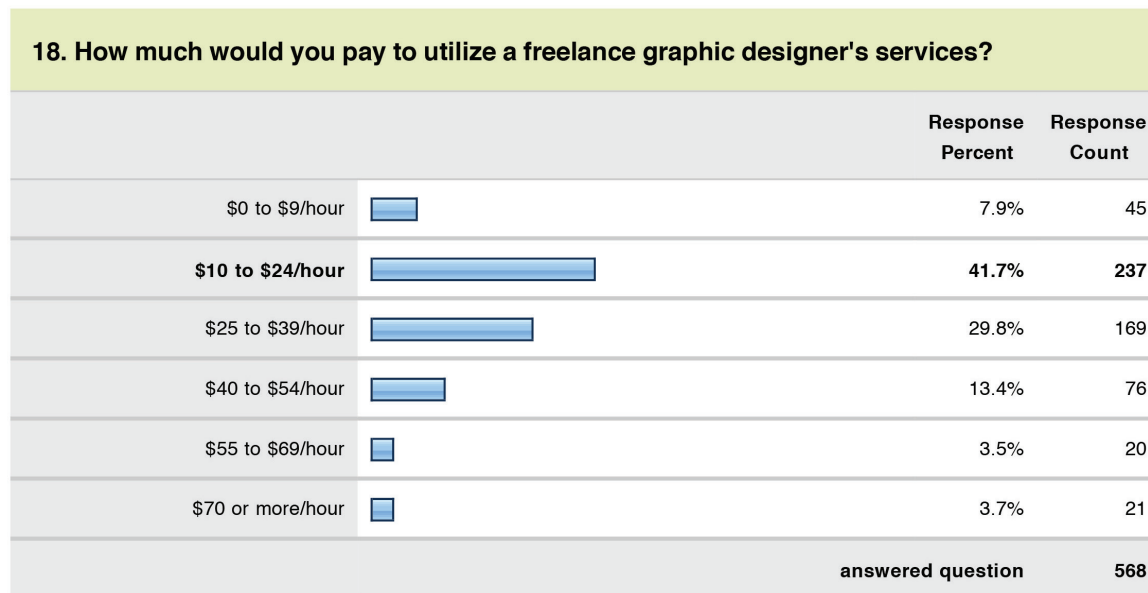 18. How much would you pay to utilize a freelance graphic designer's services?
Response Response
Percent Count
$0 to $9/hour 7.9% 45
$10 to $24/hour 41.7% 237
$25 to $39/hour 29.8% 169
$40 to $54/hour 13.4% 76
$55 to $69/hour 3.5% 20
$70 or more/hour 3.7% 21
answered question 568